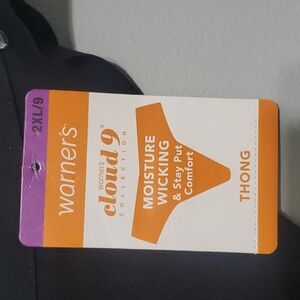 2XL/9
warner's
warner's
cloud 9®
COLLECTION
MOISTURE
WICKING
& Stay Put
Comfort
THONG